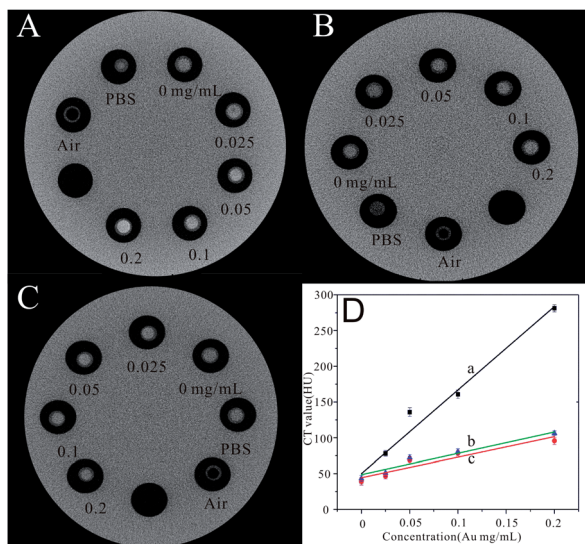 A
PBS
0 mg/mL
0.025
0.05
0.1
0.2
Air
B
0.05
0.1
0.025
0.2
0 mg/mL
PBS
Air
C
0.025
0.05
0 mg/mL
0.1
PBS
0.2
Air
D
300
250
200
150
100
50
0
CT value(HU)
a
b
c
0
0.05
0.1
0.2
Concentration(Au mg/mL)